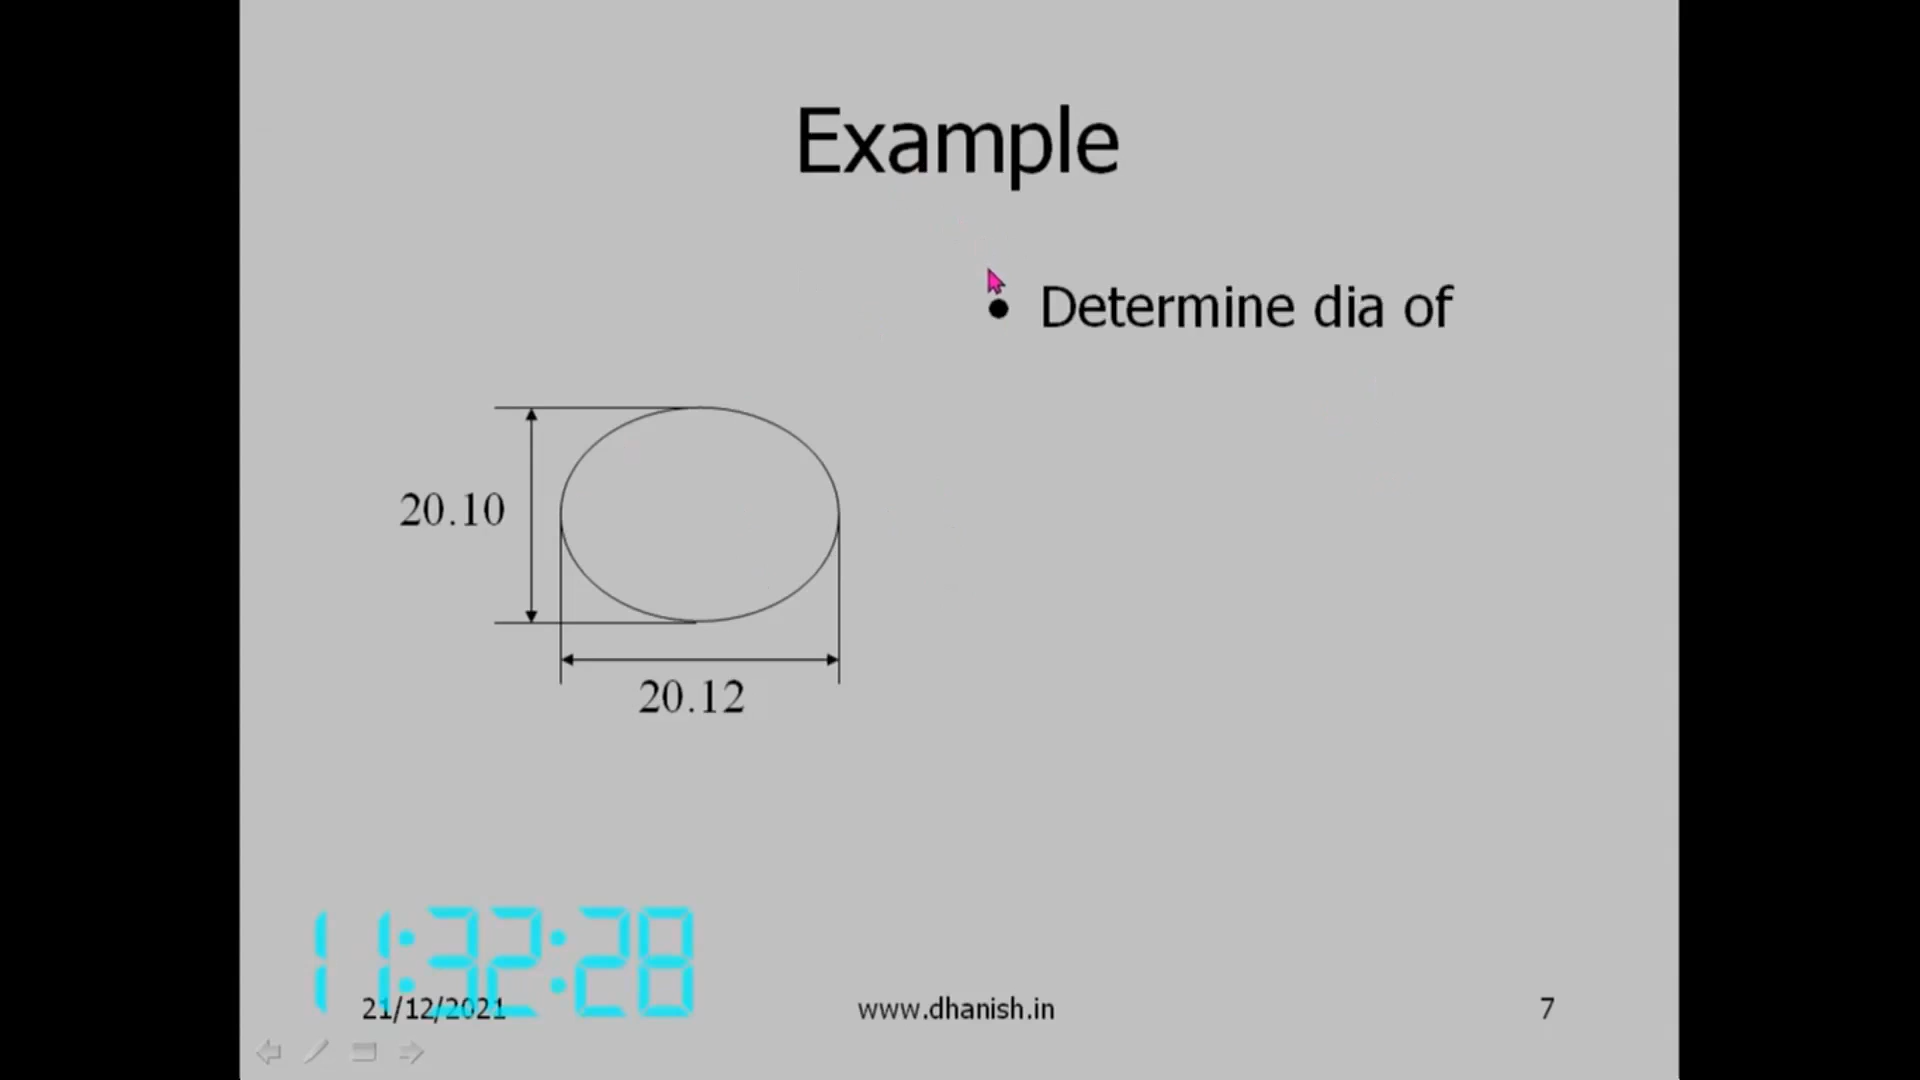 Example
• Determine dia of
20.10
20.12
11:32:28
21/12/2021
www.dhanish.in
7